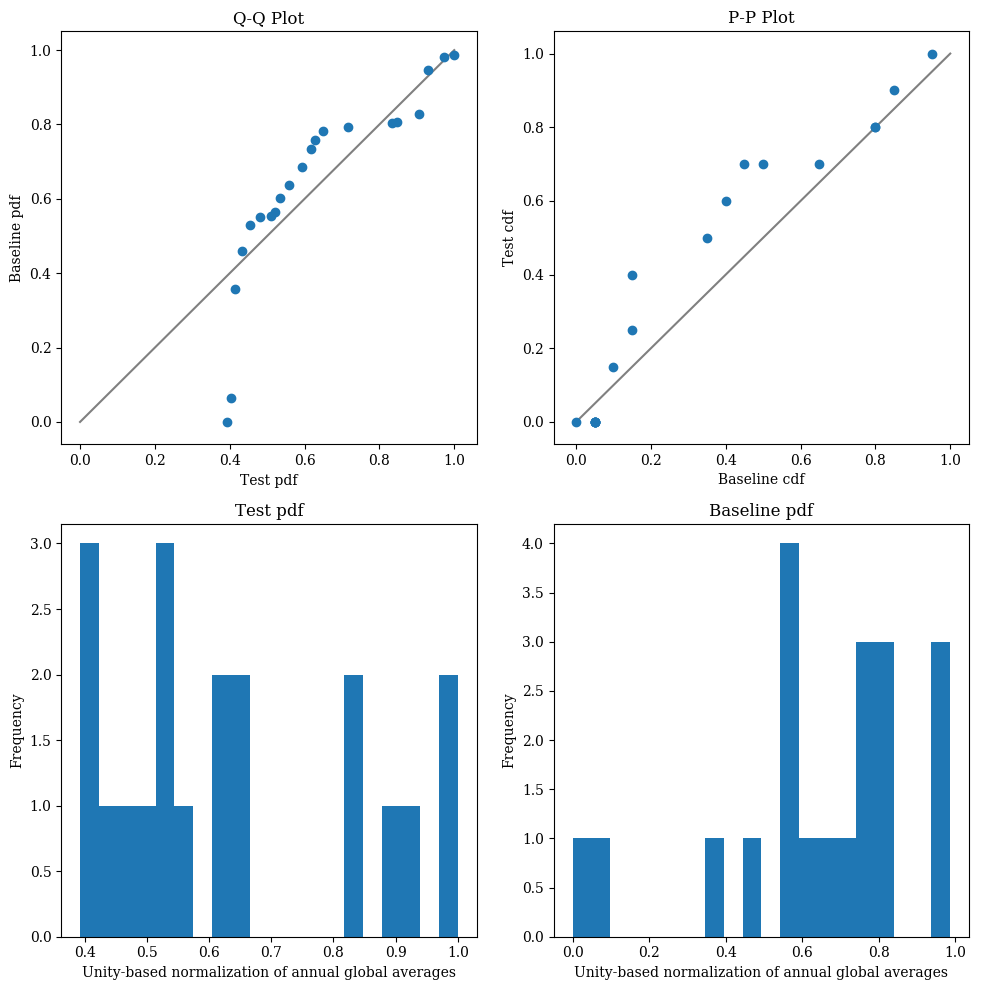 Q-Q Plot
1.0
0.8
0.6
0.4
0.2
0.0
Baseline pdf
0.0 0.2 0.4 0.6 0.8 1.0
Test pdf
P-P Plot
1.0
0.8
0.6
0.4
0.2
0.0
Test cdf
0.0 0.2 0.4 0.6 0.8 1.0
Baseline cdf
Test pdf
3.0
2.5
2.0
1.5
1.0
0.5
0.0
Frequency
0.4 0.5 0.6 0.7 0.8 0.9 1.0
Unity-based normalization of annual global averages
Baseline pdf
4.0
3.5
3.0
2.5
2.0
1.5
1.0
0.5
0.0
Frequency
0.0 0.2 0.4 0.6 0.8 1.0
Unity-based normalization of annual global averages